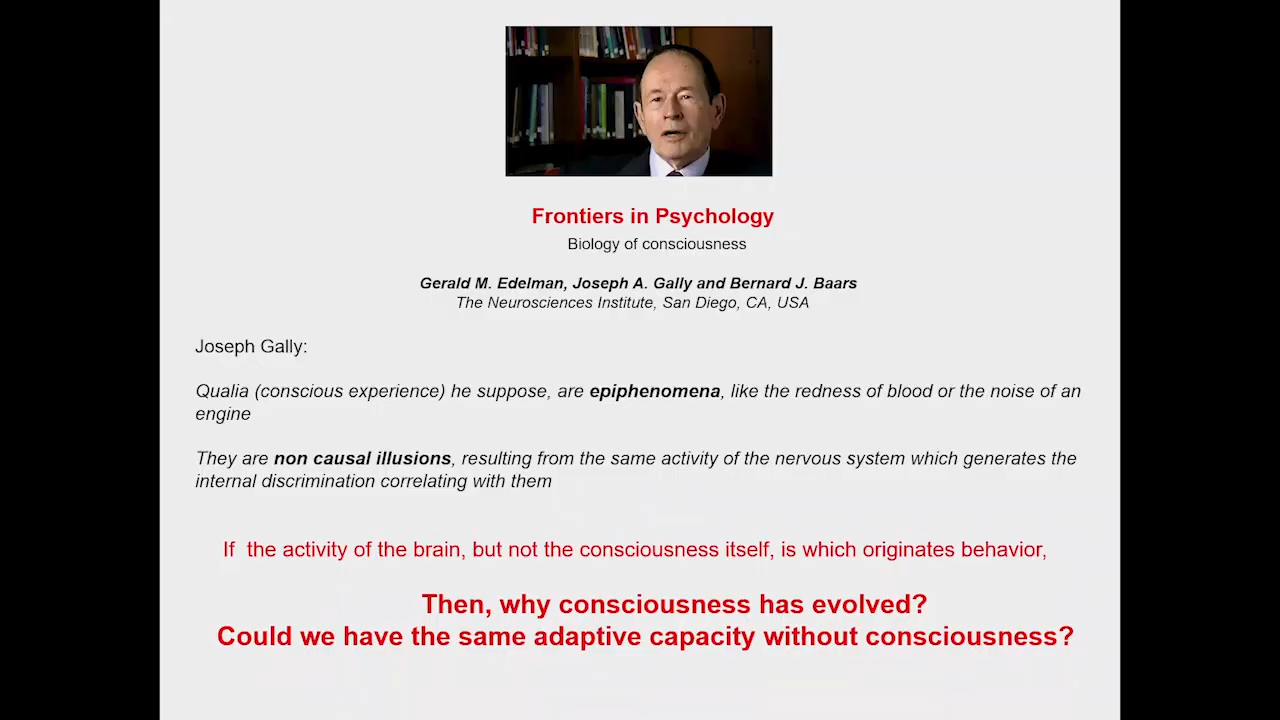 Frontiers in Psychology
Biology of consciousness
Gerald M. Edelman, Joseph A. Gally and Bernard J. Baars
The Neurosciences Institute, San Diego, CA, USA
Joseph Gally:
Qualia (conscious experience) he suppose, are epiphenomena, like the redness of blood or the noise of an
engine
They are non causal illusions, resulting from the same activity of the nervous system which generates the
internal discrimination correlating with them
If the activity of the brain, but not the consciousness itself, is which originates behavior,
Then, why consciousness has evolved?
Could we have the same adaptive capacity without consciousness?